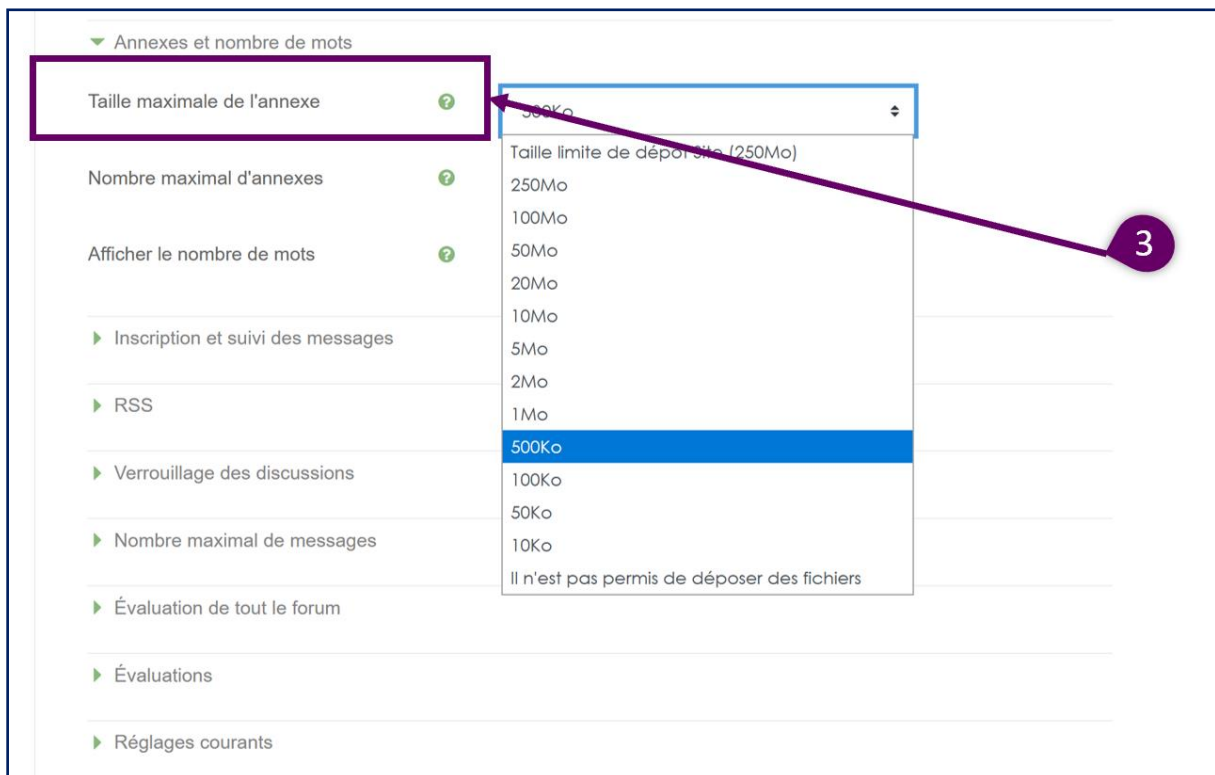 Annexes et nombre de mots
Taille maximale de l'annexe
500Ko
Taille limite de dépôt Site (250Mo)
250Mo
Nombre maximal d'annexes
100Mo
50Mo
Afficher le nombre de mots
3
20Mo
10Mo
Inscription et suivi des messages
5Mo
2Mo
RSS
1Mo
500Ko
Verrouillage des discussions
100Ko
50Ko
Nombre maximal de messages
10Ko
Il n'est pas permis de déposer des fichiers
Évaluation de tout le forum
Évaluations
Réglages courants